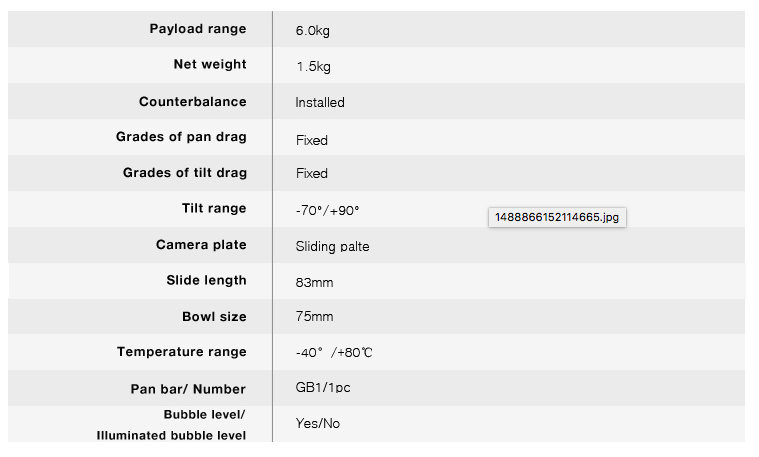 Payload range 6.0kg
Net weight 1.5kg
Counterbalance Installed
Grades of pan drag Fixed
Grades of tilt drag Fixed
Tilt range -70°/+90°
1488866152114665.jpg
Camera plate Sliding palte
Slide length 83mm
Bowl size 75mm
Temperature range -40° /+80℃
Pan bar/ Number GB1/1pc
Bubble level/
Illuminated bubble level Yes/No